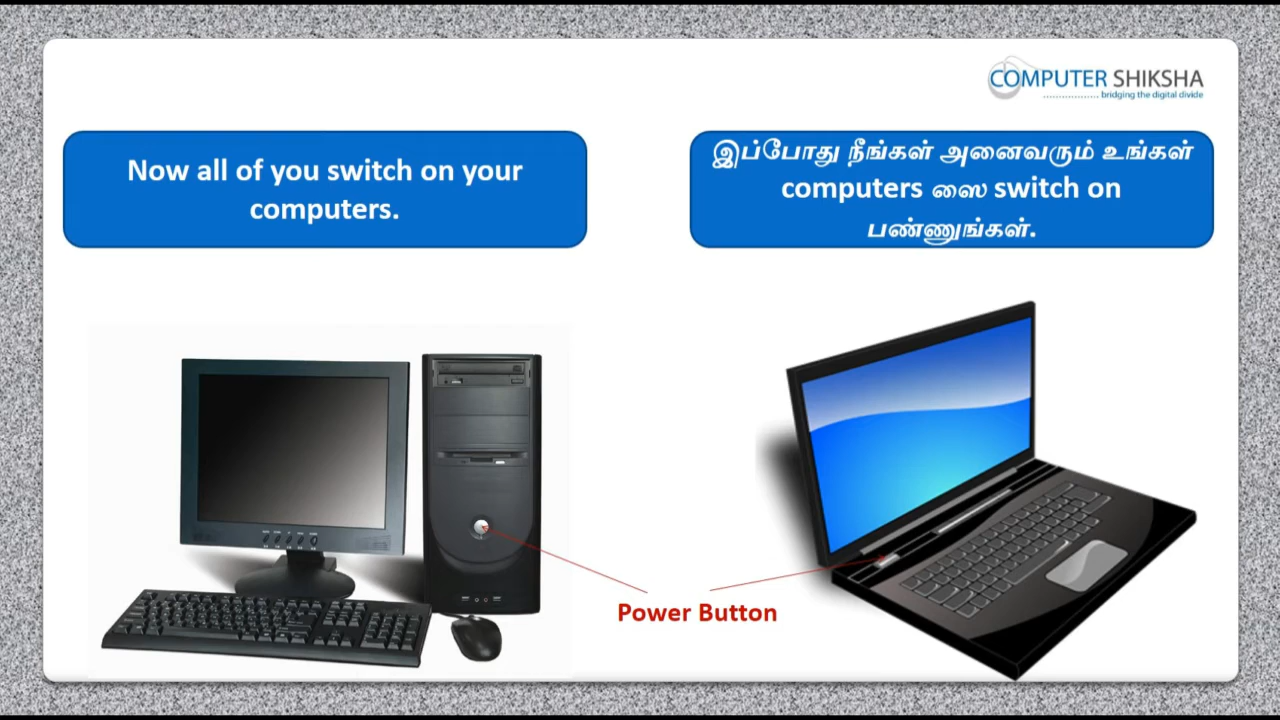 COMPUTER SHIKSHA
bridging the digital divide
Now all of you switch on your
computers.
இப்போது நீங்கள் அனைவரும் உங்கள்
computers ஸை switch on
பண்ணுங்கள்.
Power Button